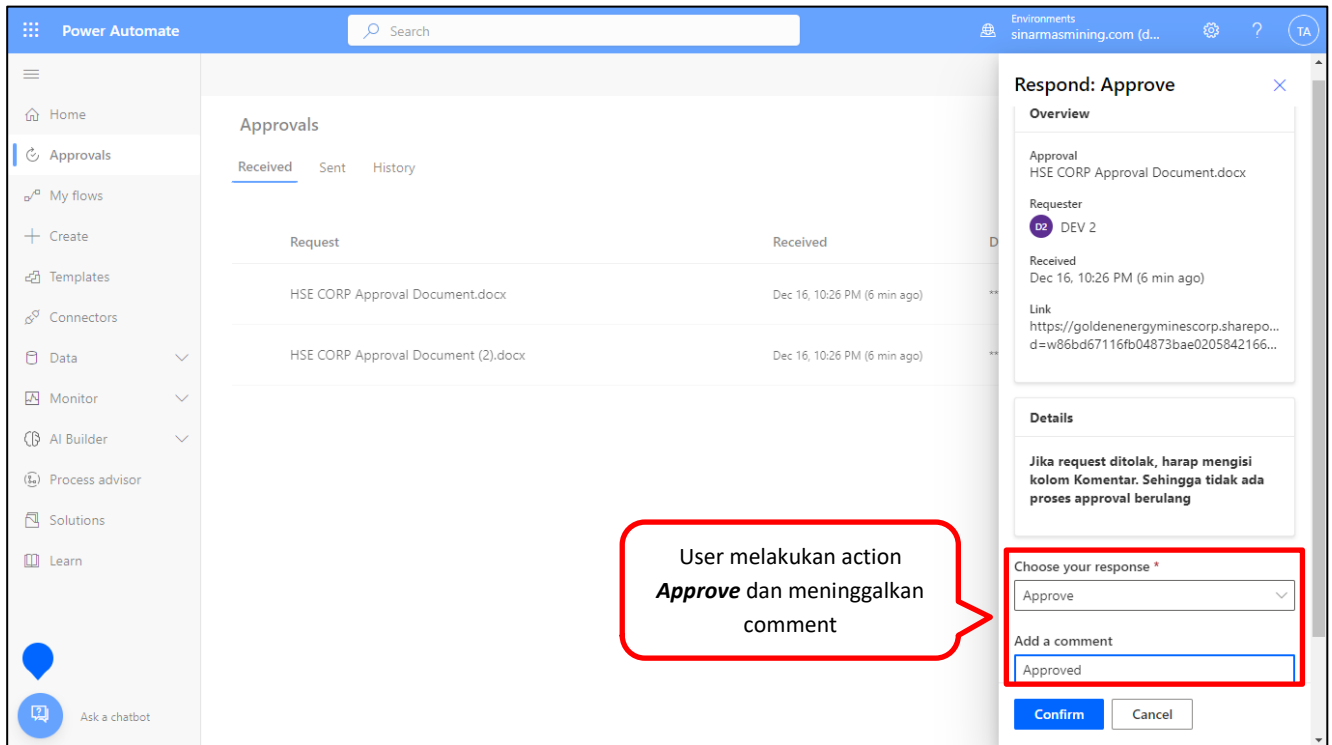 Power Automate
Search
Environments
sinarmasmining.com (d...
?
TA
Home
Approvals
My flows
Create
Templates
Connectors
Data
Monitor
AI Builder
Process advisor
Solutions
Learn
Ask a chatbot
Approvals
Received Sent History
Request Received D
HSE CORP Approval Document.docx Dec 16, 10:26 PM (6 min ago) **
HSE CORP Approval Document (2).docx Dec 16, 10:26 PM (6 min ago) **
User melakukan action
Approve dan meninggalkan
comment
Respond: Approve
Overview
Approval
HSE CORP Approval Document.docx
Requester
D2 DEV 2
Received
Dec 16, 10:26 PM (6 min ago)
Link
https://goldenenergyminescorp.sharepo...
d=w86bd67116fb04873bae0205842166...
Details
Jika request ditolak, harap mengisi
kolom Komentar. Sehingga tidak ada
proses approval berulang
Choose your response *
Approve
Add a comment
Approved
Confirm Cancel